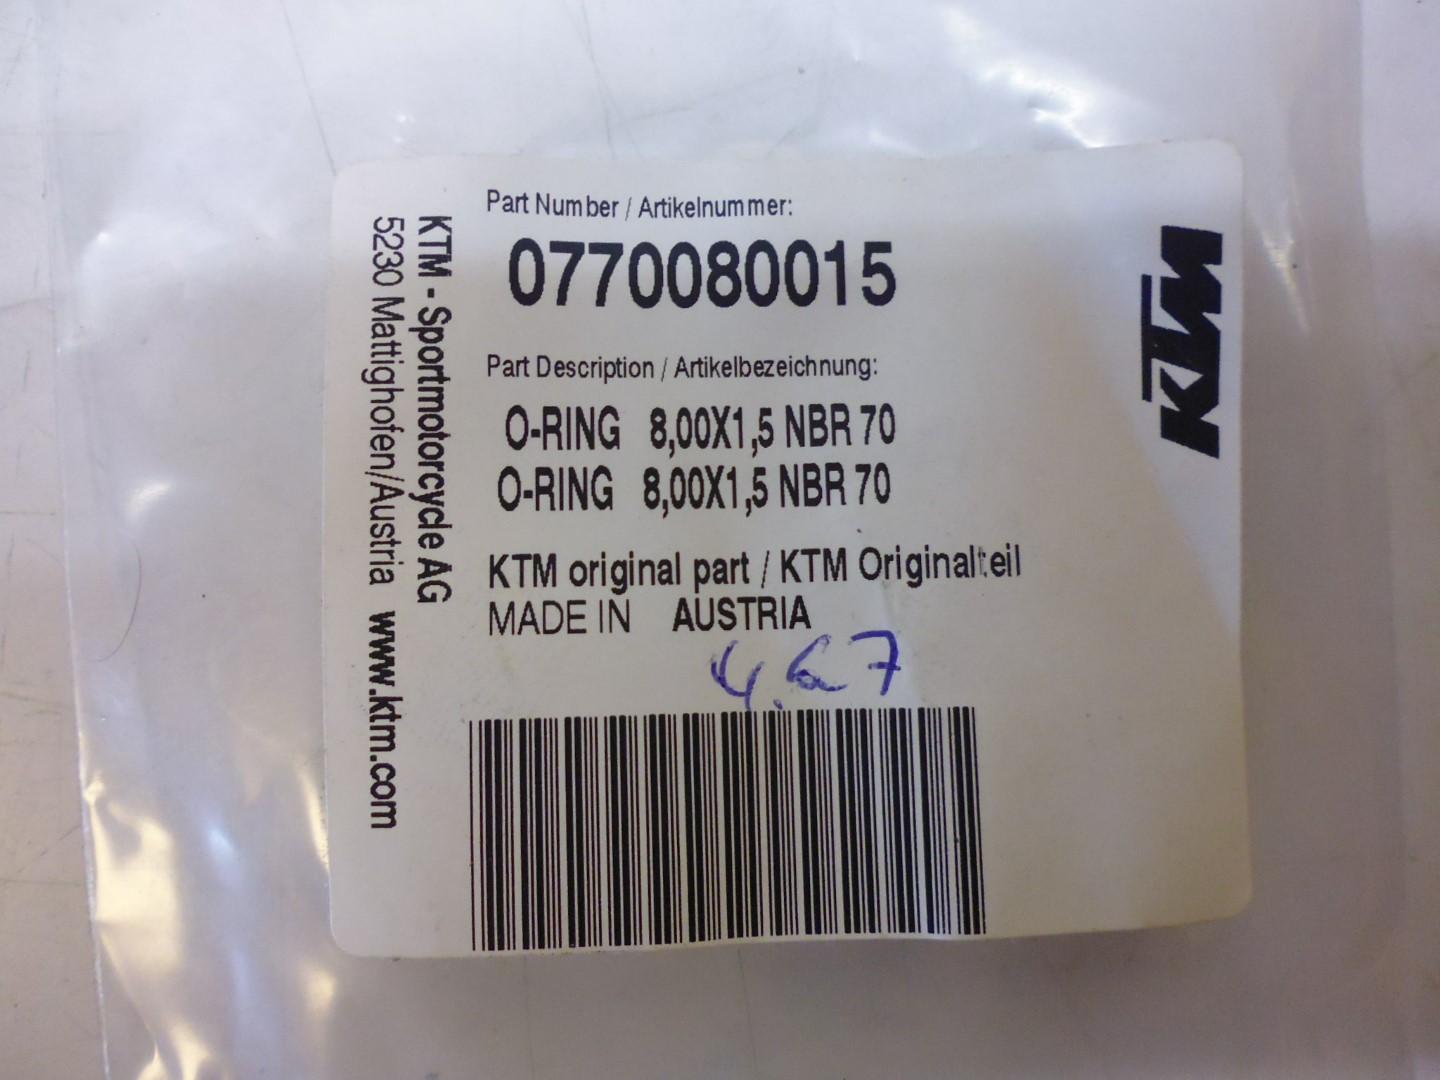 Part Number / Artikelnummer:
0770080015
Part Description / Artikelbezeichnung:
O-RING 8,00X1,5 NBR 70
O-RING 8,00X1,5 NBR 70
KTM original part / KTM Originalteil
MADE IN AUSTRIA
4.67
KTM - Sportmotorcycle AG
5230 Mattighofen/Austria www.ktm.com
KTM